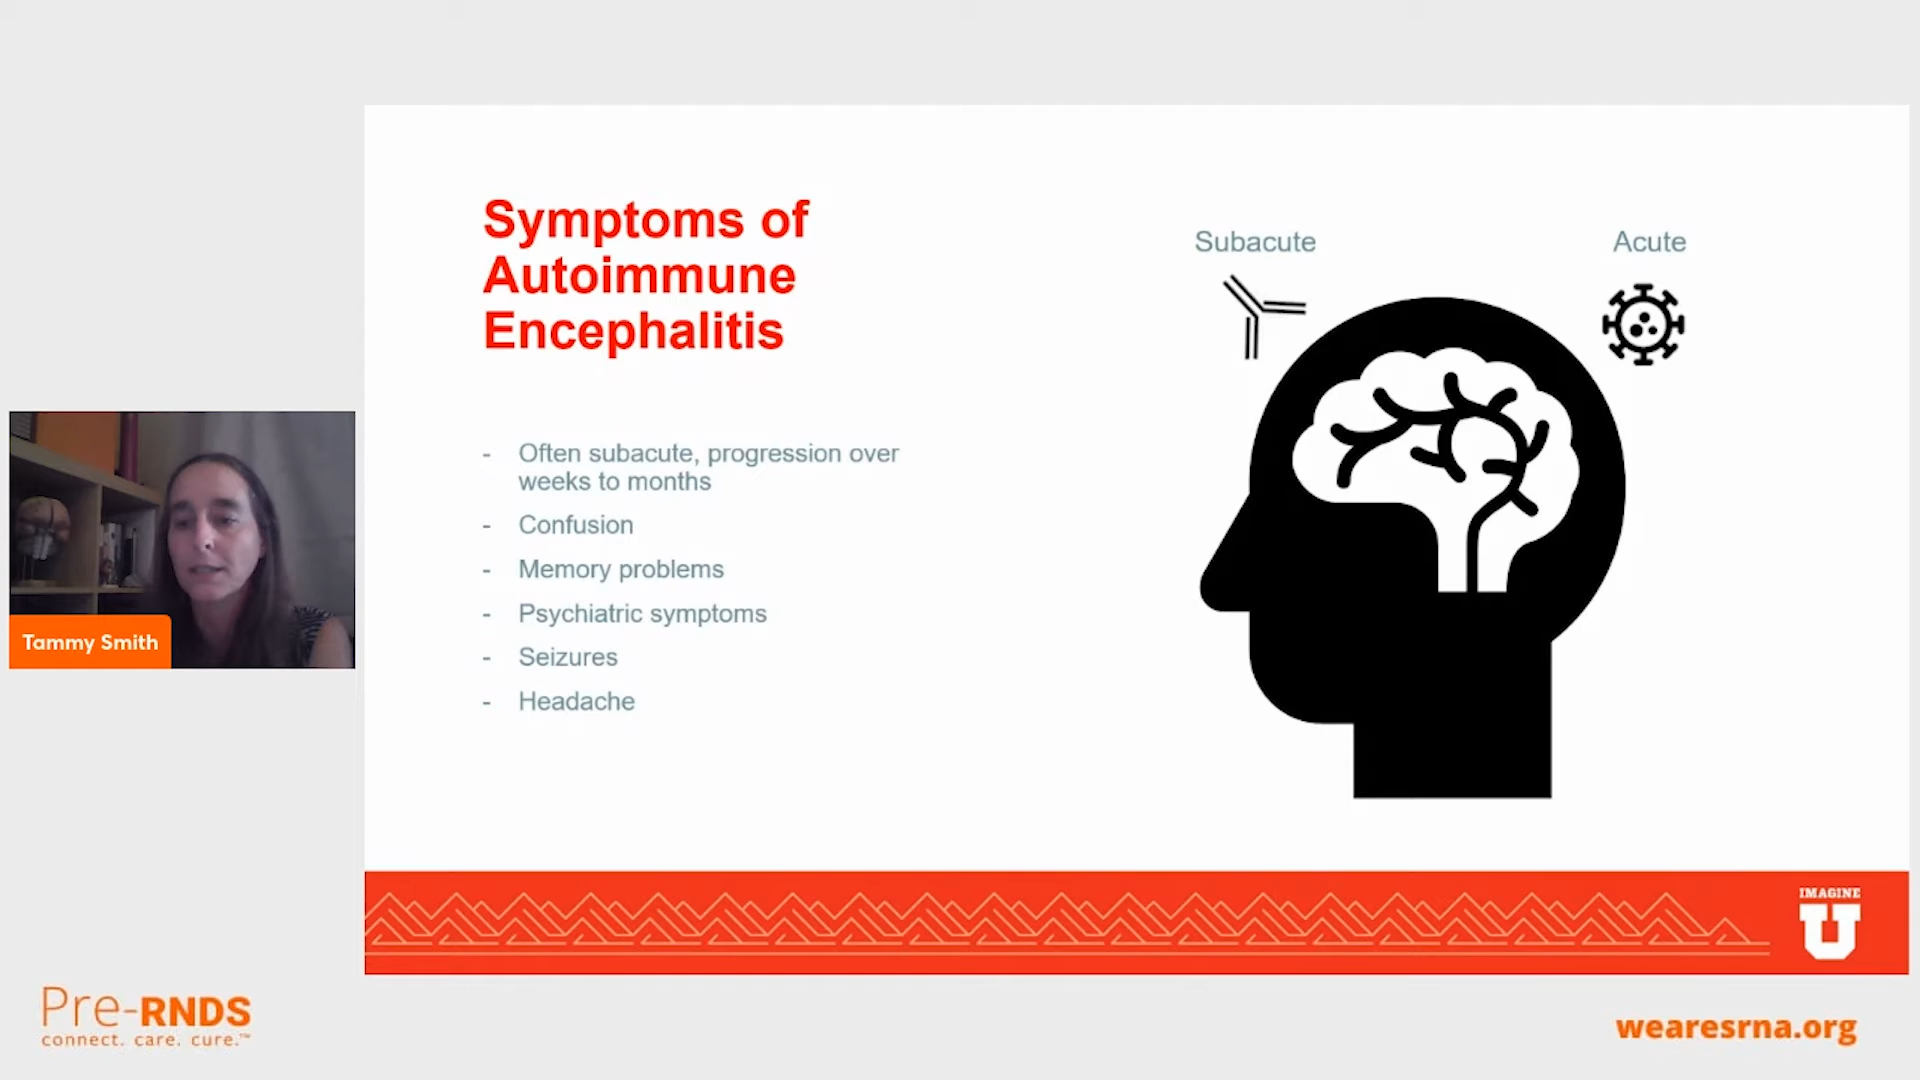 Symptoms of
Autoimmune
Encephalitis
- Often subacute, progression over
weeks to months
- Confusion
- Memory problems
- Psychiatric symptoms
- Seizures
- Headache
Subacute
Acute
Tammy Smith
IMAGINE
U
Pre-RNDS
connect. care. cure.™
wearesrna.org